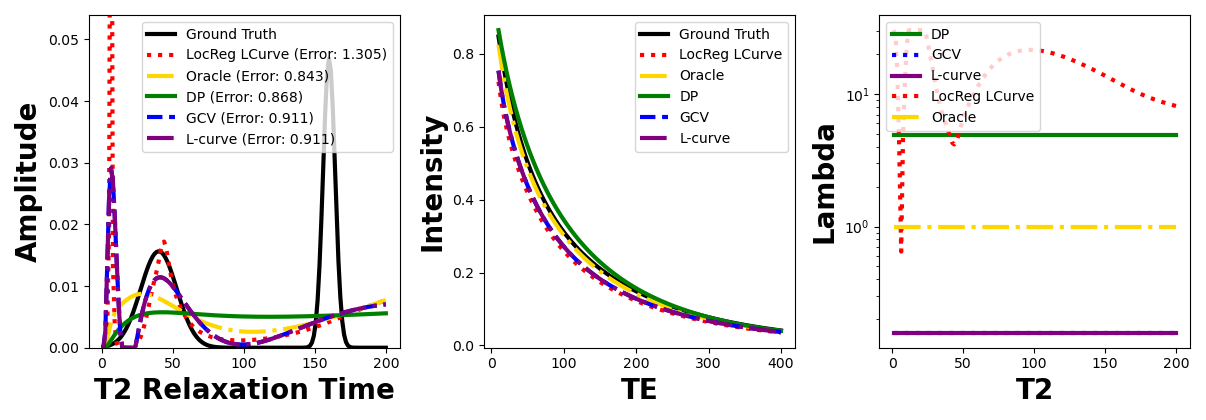 Amplitude
0.05
0.04
0.03
0.02
0.01
0.00
Ground Truth
LocReg LCurve (Error: 1.305)
Oracle (Error: 0.843)
DP (Error: 0.868)
GCV (Error: 0.911)
L-curve (Error: 0.911)
0 50 100 150 200
T2 Relaxation Time
Intensity
0.8
0.6
0.4
0.2
0.0
Ground Truth
LocReg LCurve
Oracle
DP
GCV
L-curve
0 100 200 300 400
TE
Lambda
10¹
10⁰
DP
GCV
L-curve
LocReg LCurve
Oracle
0 50 100 150 200
T2